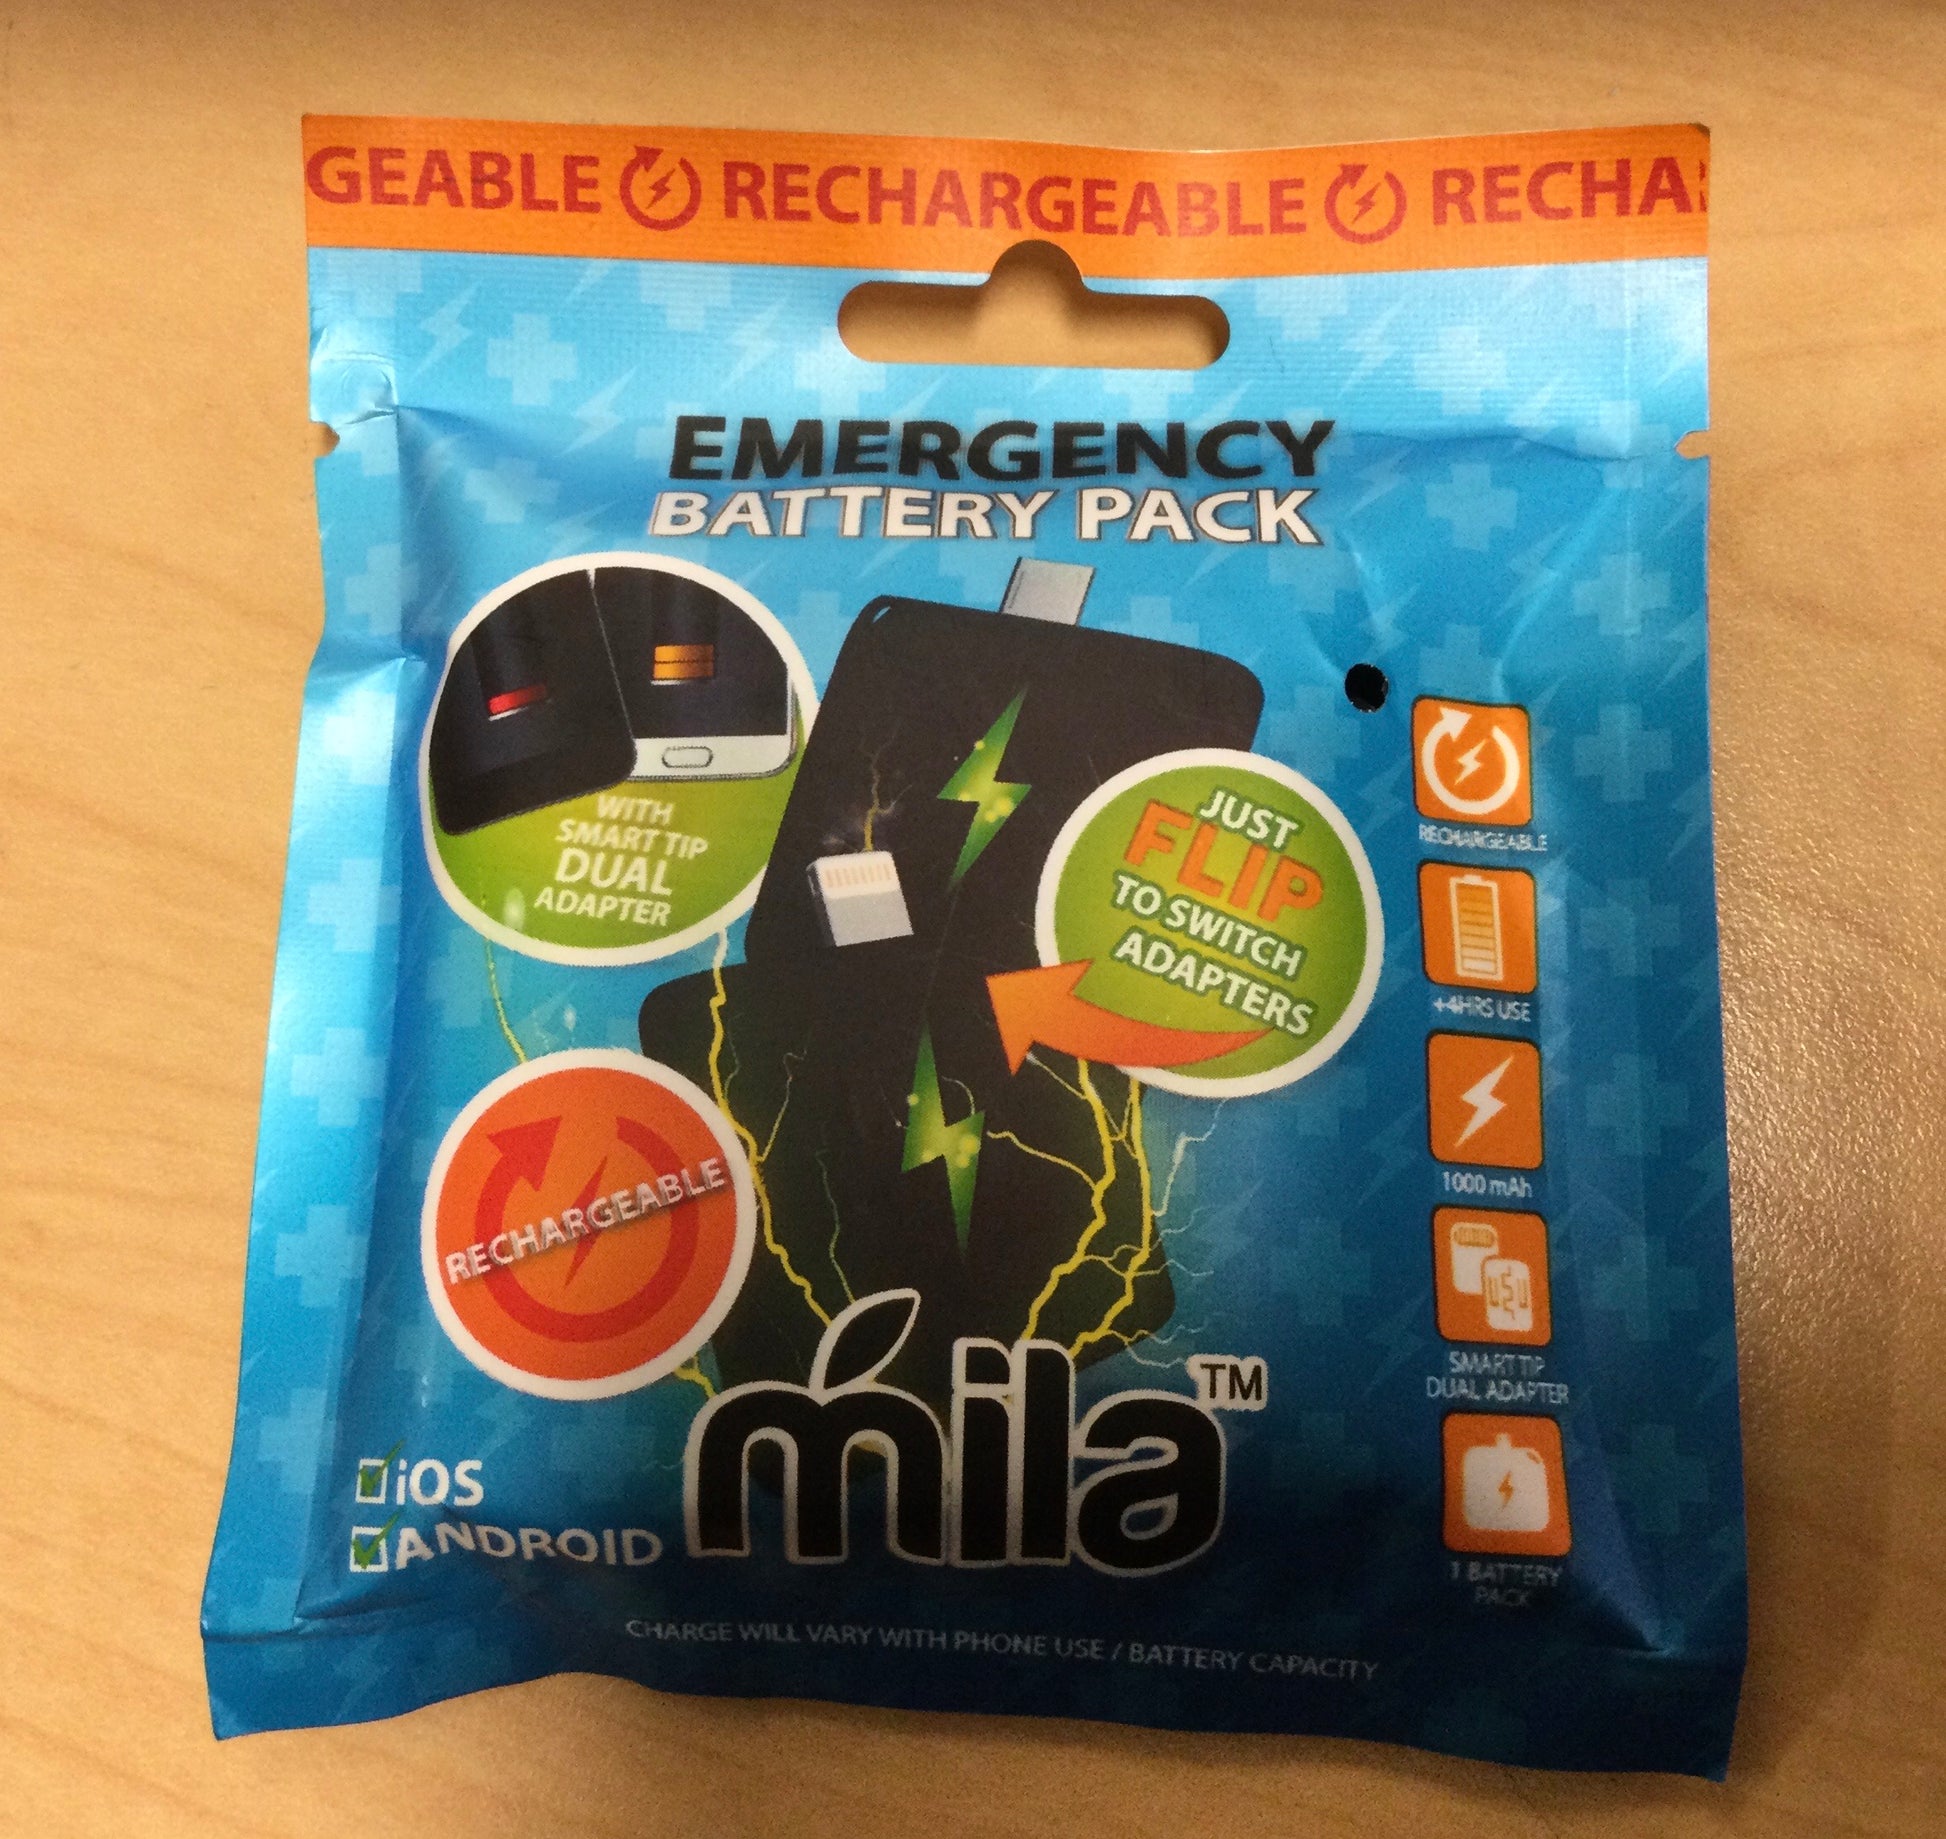 GEABLE RECHARGEABLE RECHA
EMERGENCY
BATTERY PACK
WITH
SMART TIP
DUAL
ADAPTER
JUST
FLIP
TO SWITCH
ADAPTERS
RECHARGEABLE
+4HRS USE
1000 mAh
SMART TIP
DUAL ADAPTER
1 BATTERY
PACK
RECHARGEABLE
mila™
iOS
ANDROID
CHARGE WILL VARY WITH PHONE USE / BATTERY CAPACITY